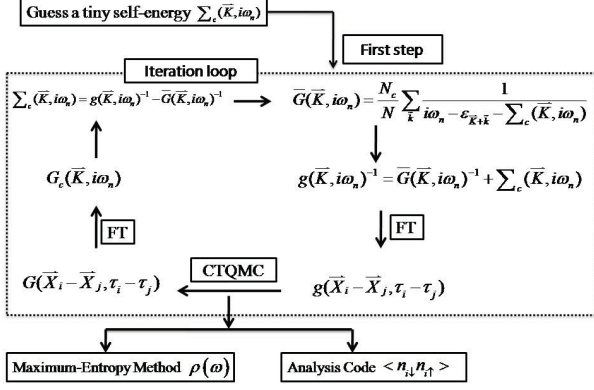 Guess a tiny self-energy ∑c(K⃗,iωn)
First step
Iteration loop
∑c(K⃗,iωn)=g(K⃗,iωn)⁻¹−G̅(K⃗,iωn)⁻¹
G̅(K⃗,iωn)=Nc/N ∑k̃ 1/(iωn−εK⃗+k̃−∑c(K⃗,iωn))
Gc(K⃗,iωn)
g(K⃗,iωn)⁻¹=G̅(K⃗,iωn)⁻¹+∑c(K⃗,iωn)
FT
FT
CTQMC
G(X⃗i−X⃗j,τi−τj)
g(X⃗i−X⃗j,τi−τj)
Maximum-Entropy Method ρ(ω)
Analysis Code <ni↓ni↑>